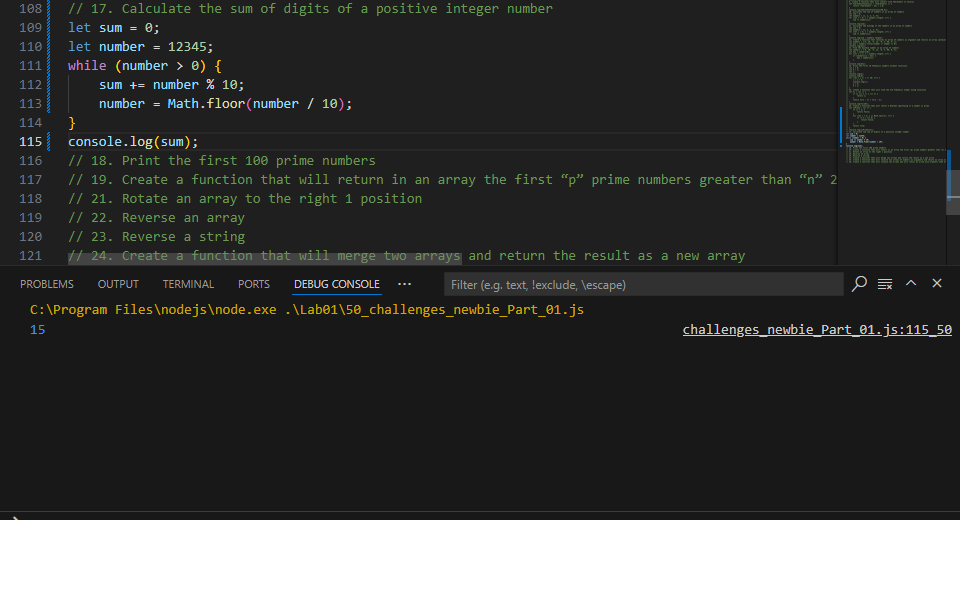 108 // 17. Calculate the sum of digits of a positive integer number
109 let sum = 0;
110 let number = 12345;
111 while (number > 0) {
112 sum += number % 10;
113 number = Math.floor(number / 10);
114 }
115 console.log(sum);
116 // 18. Print the first 100 prime numbers
117 // 19. Create a function that will return in an array the first “p” prime numbers greater than “n” 2
118 // 21. Rotate an array to the right 1 position
119 // 22. Reverse an array
120 // 23. Reverse a string
121 // 24. Create a function that will merge two arrays and return the result as a new array
PROBLEMS OUTPUT TERMINAL PORTS DEBUG CONSOLE ··· Filter (e.g. text, !exclude, \escape)
C:\Program Files\nodejs\node.exe .\Lab01\50_challenges_newbie_Part_01.js
15 challenges_newbie_Part_01.js:115_50